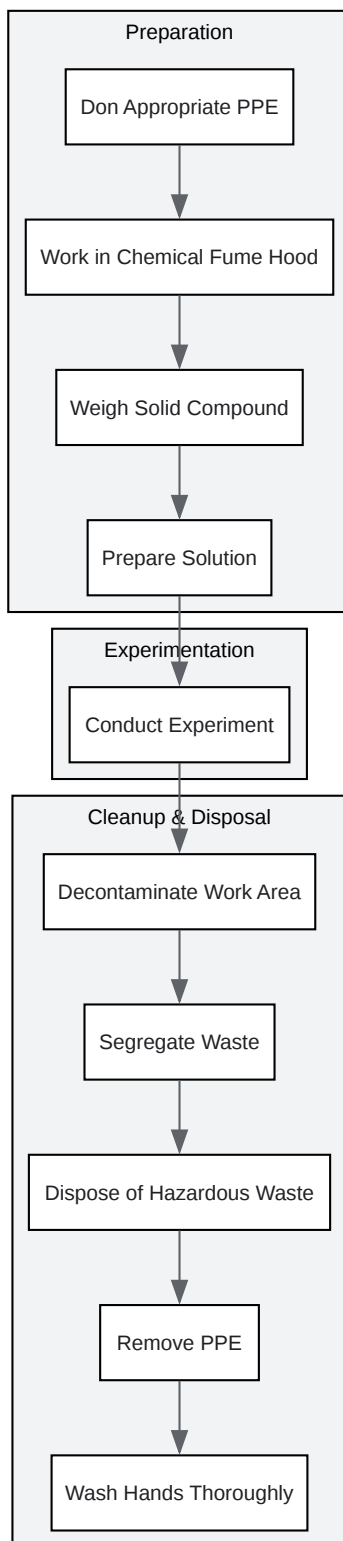 Preparation
Don Appropriate PPE
Work in Chemical Fume Hood
Weigh Solid Compound
Prepare Solution
Experimentation
Conduct Experiment
Cleanup & Disposal
Decontaminate Work Area
Segregate Waste
Dispose of Hazardous Waste
Remove PPE
Wash Hands Thoroughly